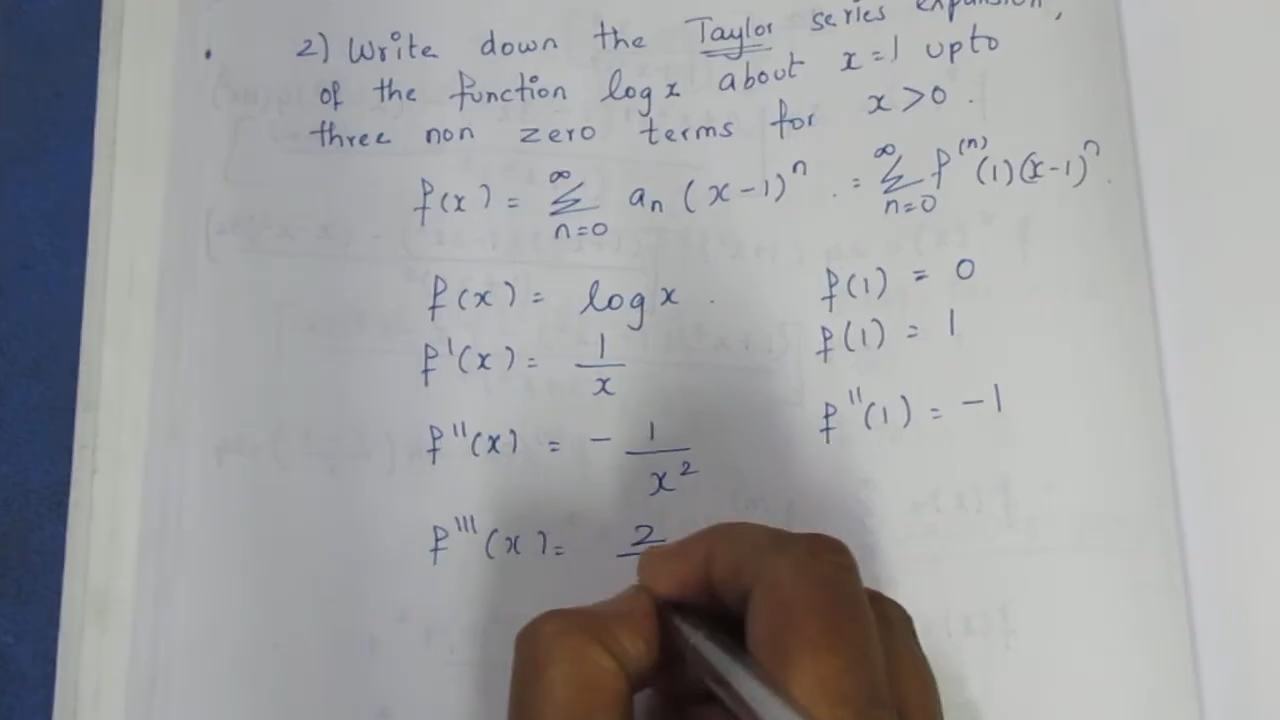 2) Write down the Taylor series expansion,
of the function log x about x=1 upto
three non zero terms for x>0.
f(x) = ∑_{n=0}^{∞} a_n (x-1)^n . = ∑_{n=0}^{∞} f^{(n)}(1)(x-1)^n.
f(x) = log x . f(1) = 0
f'(x) = 1/x f(1) = 1
f''(x) = - 1/x^2 f''(1) = -1
f'''(x) = 2